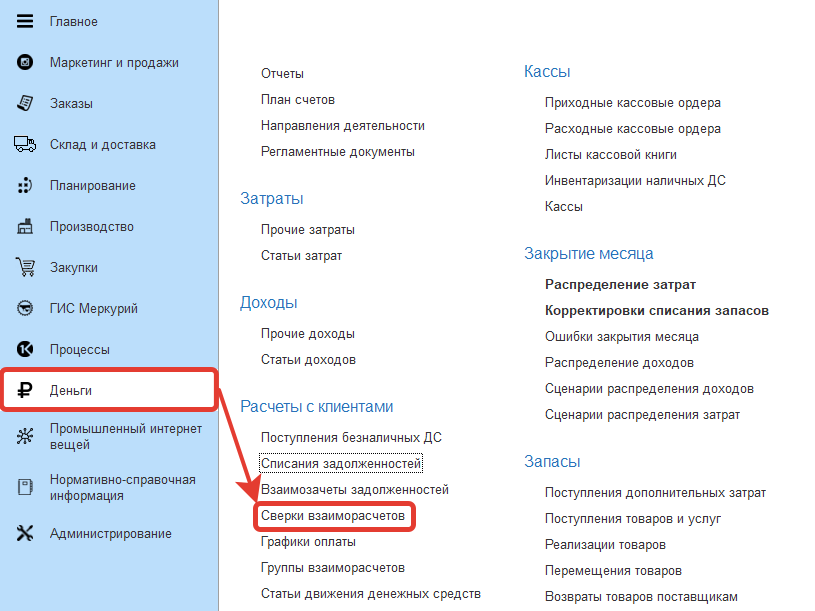 Главное
Маркетинг и продажи
Заказы
Склад и доставка
Планирование
Производство
Закупки
ГИС Меркурий
Процессы
Деньги
Промышленный интернет
вещей
Нормативно-справочная
информация
Администрирование
Отчеты
План счетов
Направления деятельности
Регламентные документы
Затраты
Прочие затраты
Статьи затрат
Доходы
Прочие доходы
Статьи доходов
Расчеты с клиентами
Поступления безналичных ДС
Списания задолженностей
Взаимозачеты задолженностей
Сверки взаиморасчетов
Графики оплаты
Группы взаиморасчетов
Статьи движения денежных средств
Кассы
Приходные кассовые ордера
Расходные кассовые ордера
Листы кассовой книги
Инвентаризации наличных ДС
Кассы
Закрытие месяца
Распределение затрат
Корректировки списания запасов
Ошибки закрытия месяца
Распределение доходов
Сценарии распределения доходов
Сценарии распределения затрат
Запасы
Поступления дополнительных затрат
Поступления товаров и услуг
Реализации товаров
Перемещения товаров
Возвраты товаров поставщикам